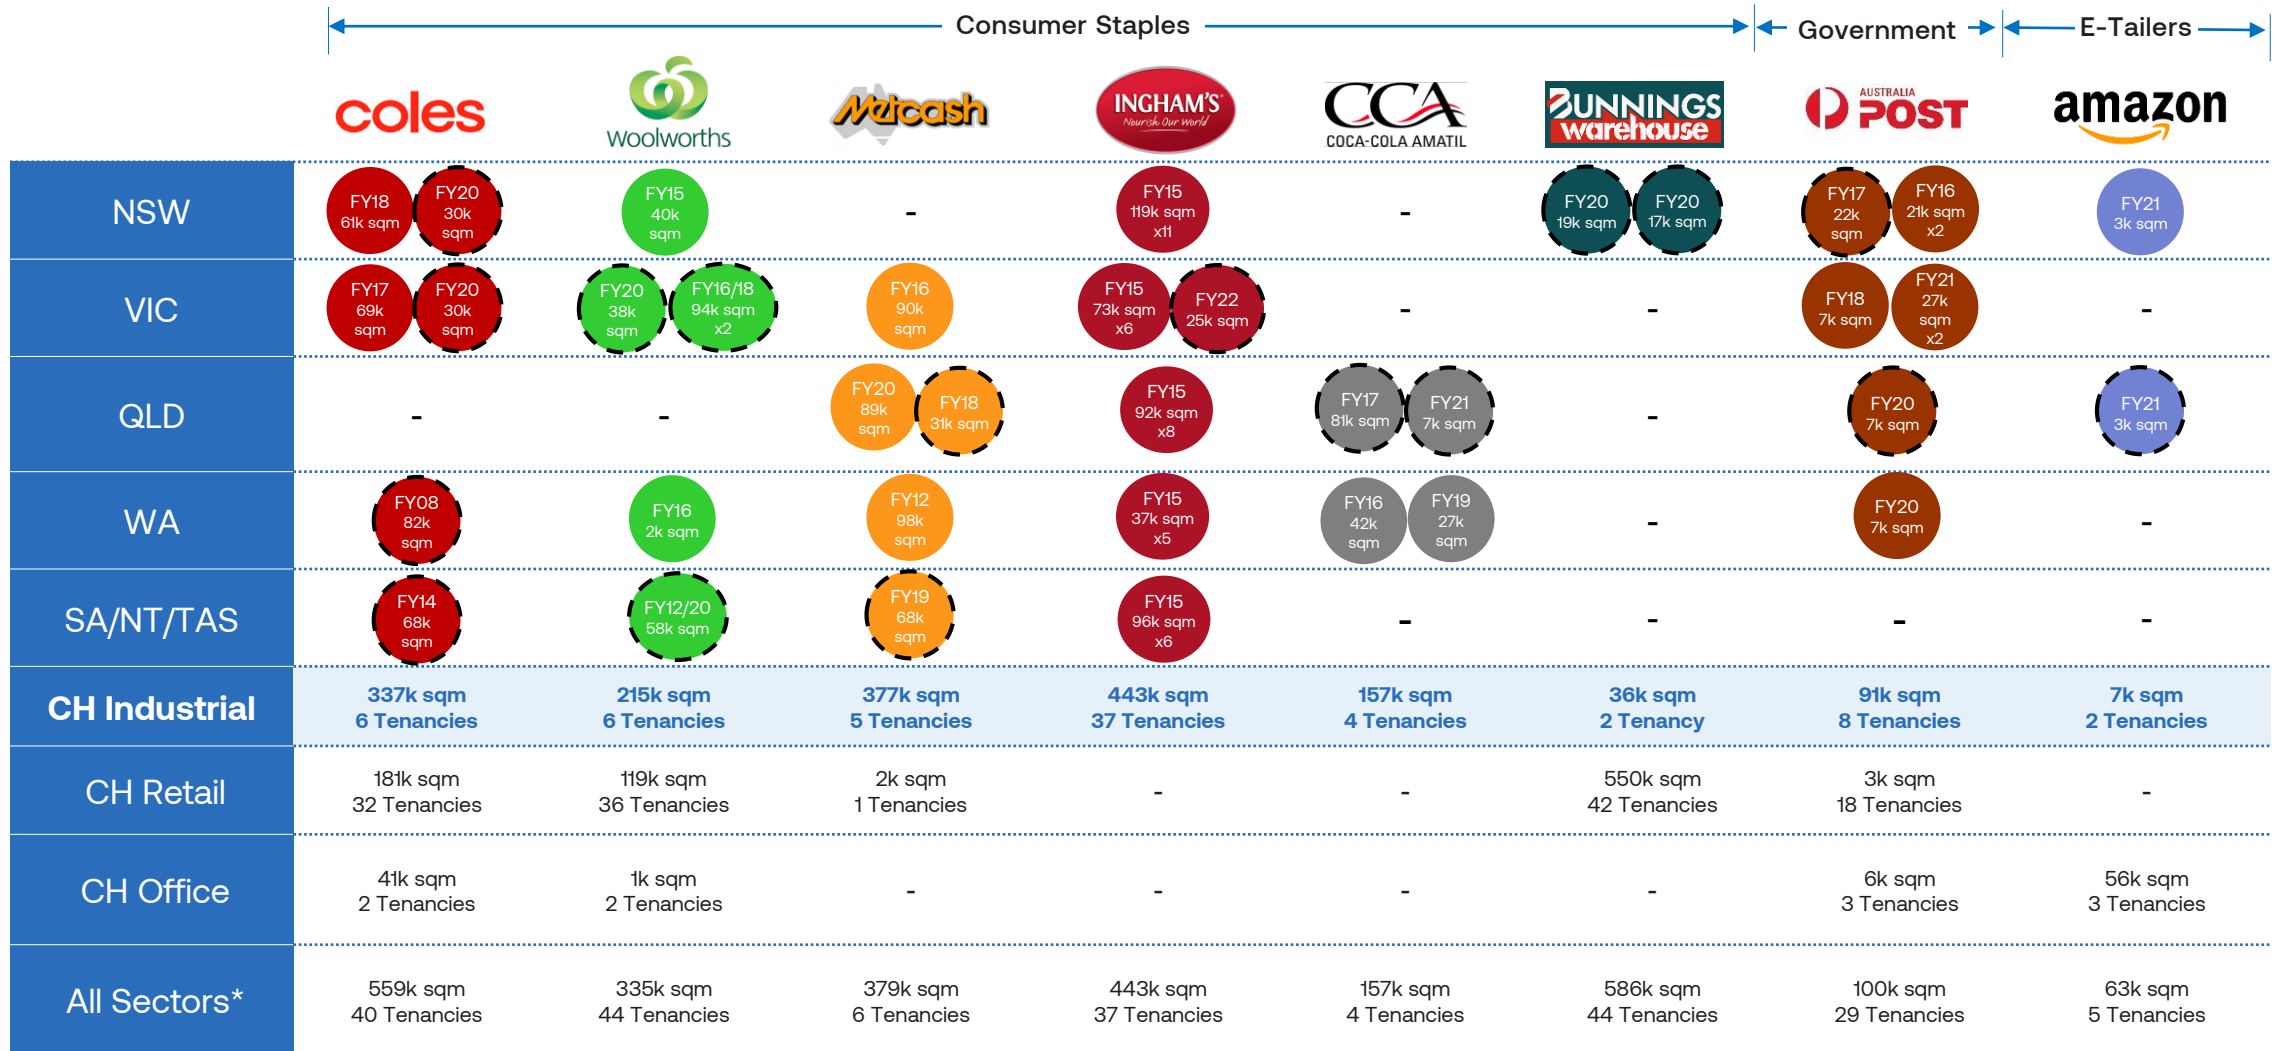 Consumer Staples
Government
E-Tailers
coles
Woolworths
Metcash
INGHAM'S
Nourish Our World
CCA
COCA-COLA AMATIL
BUNNINGS
warehouse
AUSTRALIA
POST
amazon
NSW
FY18
61k sqm
FY20
30k
sqm
FY15
40k
sqm
-
FY15
119k sqm
x11
-
FY20
19k sqm
FY20
17k sqm
FY17
22k
sqm
FY16
21k sqm
x2
FY21
3k sqm
VIC
FY17
69k
sqm
FY20
30k
sqm
FY20
38k
sqm
FY16/18
94k sqm
x2
FY16
90k
sqm
FY15
73k sqm
x6
FY22
25k sqm
-
-
FY18
7k sqm
FY21
27k
sqm
x2
-
QLD
-
-
FY20
89k
sqm
FY18
31k sqm
FY15
92k sqm
x8
FY17
81k sqm
FY21
7k sqm
-
FY20
7k sqm
FY21
3k sqm
WA
FY08
82k
sqm
FY16
2k sqm
FY12
98k
sqm
FY15
37k sqm
x5
FY16
42k
sqm
FY19
27k
sqm
-
FY20
7k sqm
-
SA/NT/TAS
FY14
68k
sqm
FY12/20
58k sqm
FY19
68k
sqm
FY15
96k sqm
x6
-
-
-
-
CH Industrial
337k sqm
6 Tenancies
215k sqm
6 Tenancies
377k sqm
5 Tenancies
443k sqm
37 Tenancies
157k sqm
4 Tenancies
36k sqm
2 Tenancy
91k sqm
8 Tenancies
7k sqm
2 Tenancies
CH Retail
181k sqm
32 Tenancies
119k sqm
36 Tenancies
2k sqm
1 Tenancies
-
-
550k sqm
42 Tenancies
3k sqm
18 Tenancies
-
CH Office
41k sqm
2 Tenancies
1k sqm
2 Tenancies
-
-
-
-
6k sqm
3 Tenancies
56k sqm
3 Tenancies
All Sectors*
559k sqm
40 Tenancies
335k sqm
44 Tenancies
379k sqm
6 Tenancies
443k sqm
37 Tenancies
157k sqm
4 Tenancies
586k sqm
44 Tenancies
100k sqm
29 Tenancies
63k sqm
5 Tenancies